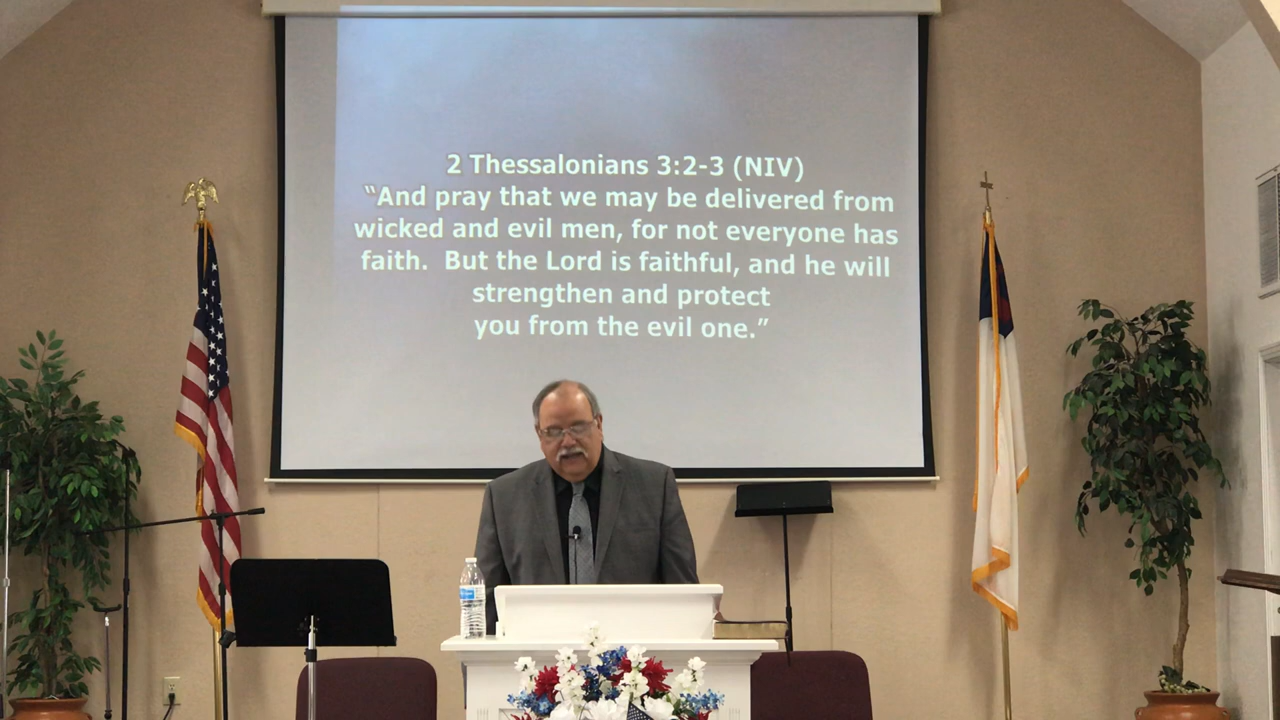 2 Thessalonians 3:2-3 (NIV)
“And pray that we may be delivered from
wicked and evil men, for not everyone has
faith.  But the Lord is faithful, and he will
strengthen and protect
you from the evil one.”